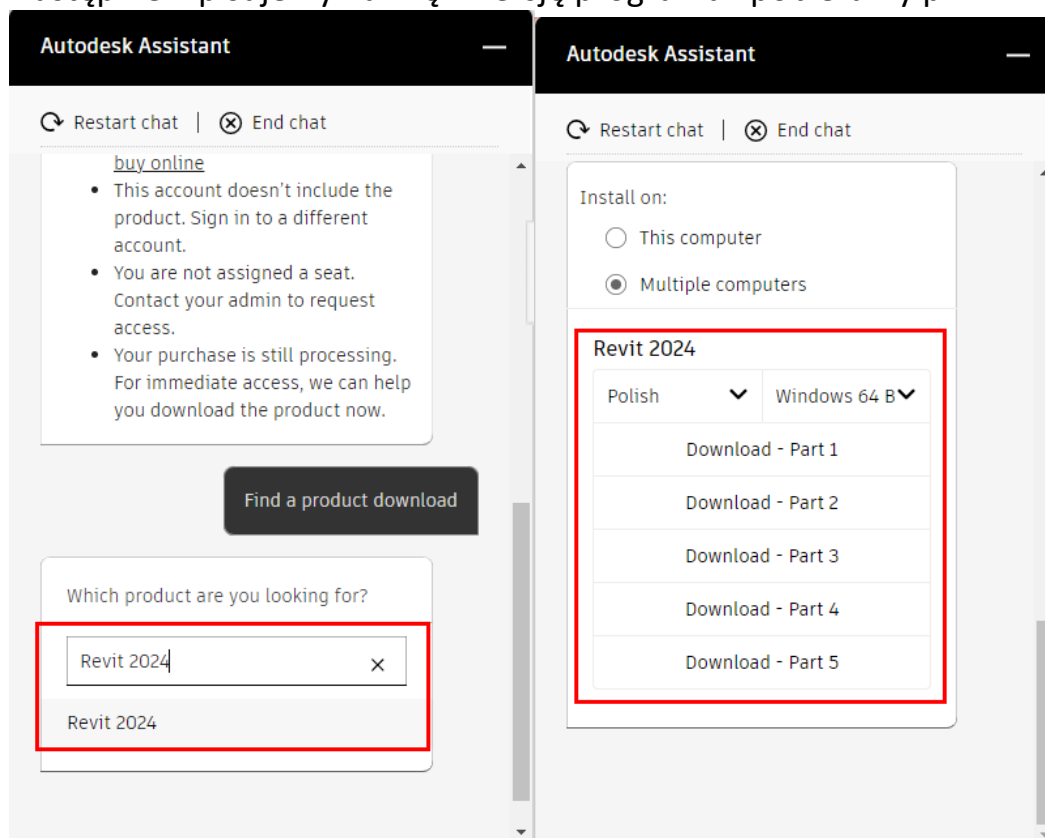 Autodesk Assistant
Restart chat | End chat
buy online
This account doesn't include the
product. Sign in to a different
account.
You are not assigned a seat.
Contact your admin to request
access.
Your purchase is still processing.
For immediate access, we can help
you download the product now.
Find a product download
Which product are you looking for?
Revit 2024
Revit 2024
Autodesk Assistant
Restart chat | End chat
Install on:
This computer
Multiple computers
Revit 2024
Polish Windows 64 B
Download - Part 1
Download - Part 2
Download - Part 3
Download - Part 4
Download - Part 5